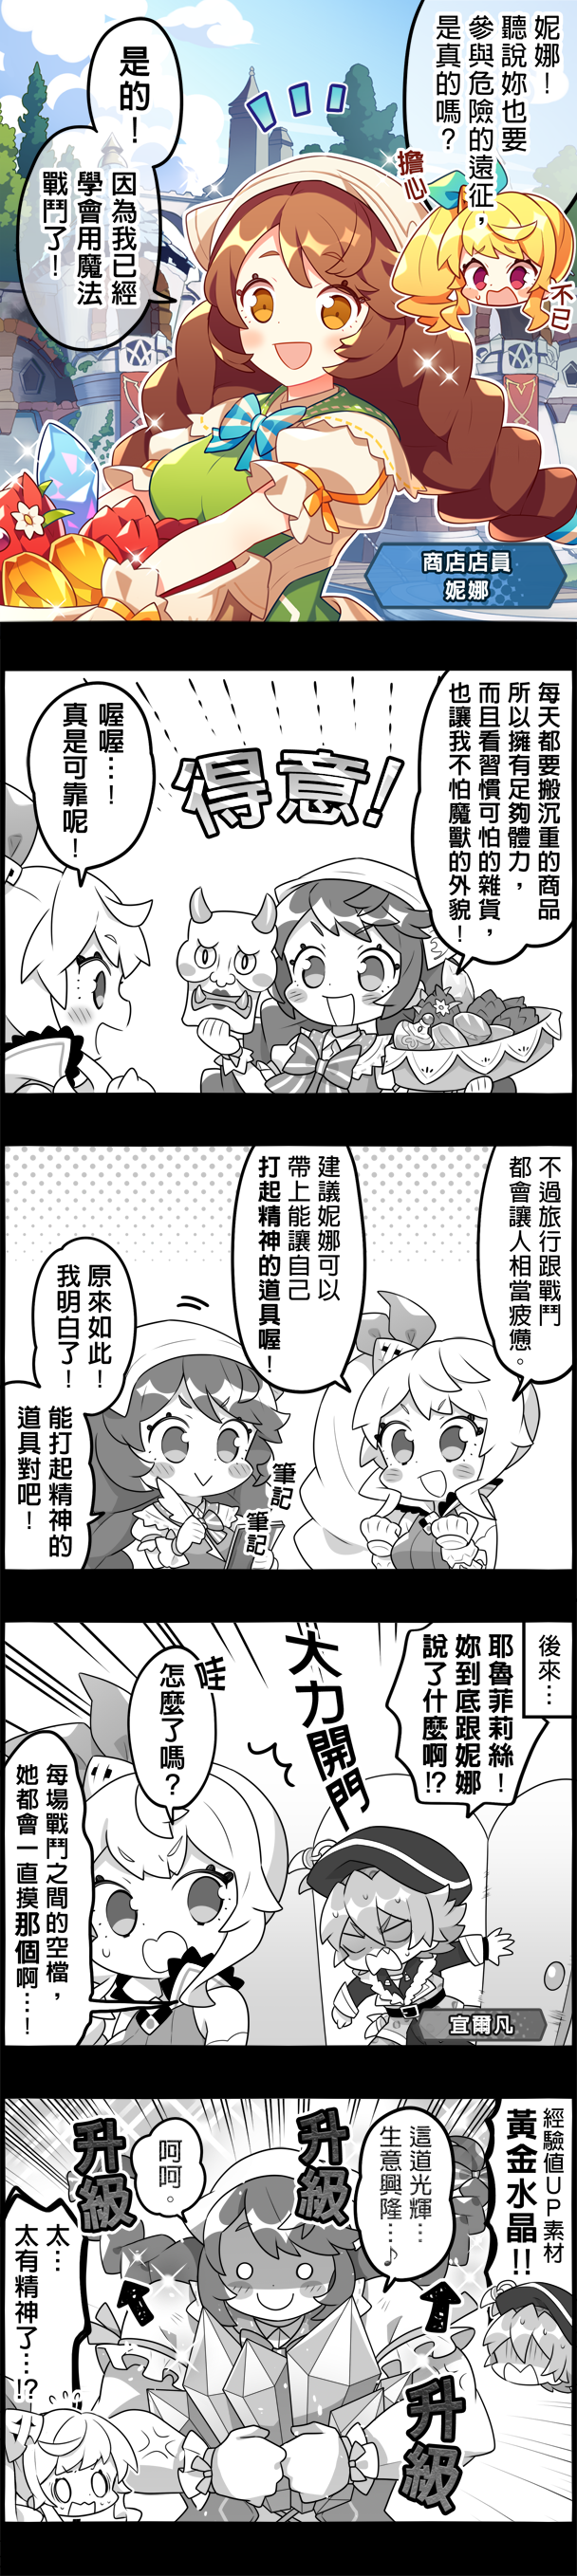 妮娜！
聽說妳也要
參與危險的遠征，
是真的嗎？
擔心
不已
是的！
因為我已經
學會用魔法
戰鬥了！
商店店員
妮娜
每天都要搬沉重的商品
所以擁有足夠體力，
而且看習慣可怕的雜貨，
也讓我不怕魔獸的外貌！
得意！
喔喔…！
真是可靠呢！
不過旅行跟戰鬥
都會讓人相當疲憊。
建議妮娜可以
帶上能讓自己
打起精神的道具喔！
原來如此！
我明白了！
能打起精神的
道具對吧！
筆記
筆記
後來…
耶魯菲莉絲！
妳到底跟妮娜
說了什麼啊!?
大力開門
哇
怎麼了嗎？
每場戰鬥之間的空檔，
她都會一直摸那個啊…！
宜爾凡
經驗值UP素材
黃金水晶!!
這道光輝…
生意興隆…♪
呵呵。
升級
升級
升級
太…
太有精神了…!?